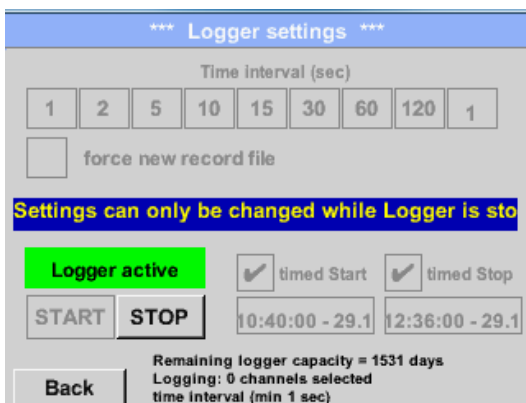 *** Logger settings ***
Time interval (sec)
1 2 5 10 15 30 60 120 1
force new record file
Settings can only be changed while Logger is sto
Logger active
timed Start
timed Stop
START STOP
10:40:00 - 29.1
12:36:00 - 29.1
Remaining logger capacity = 1531 days
Logging: 0 channels selected
time interval (min 1 sec)
Back